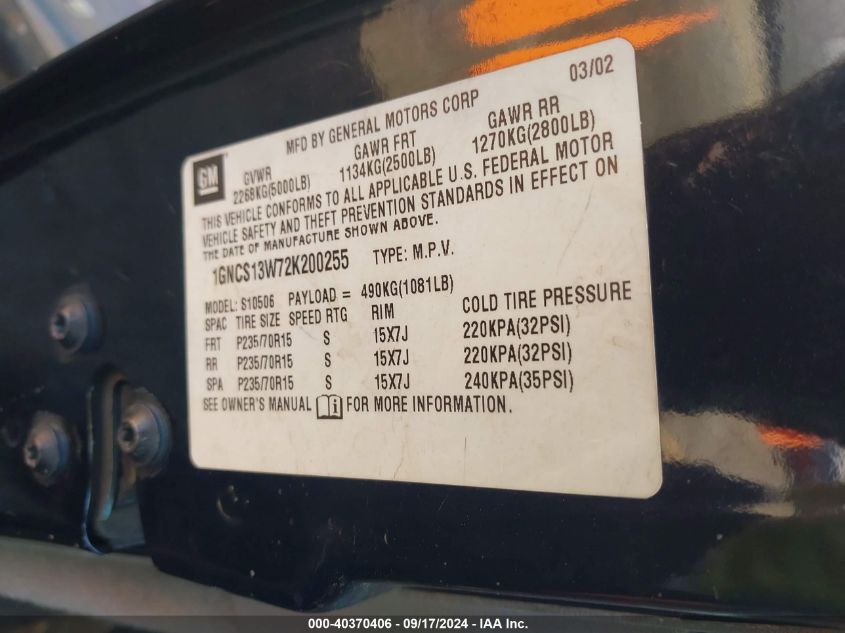 03/02
MFD BY GENERAL MOTORS CORP
GM
GVWR GAWR FRT GAWR RR
2268KG(5000LB) 1134KG(2500LB) 1270KG(2800LB)
THIS VEHICLE CONFORMS TO ALL APPLICABLE U.S. FEDERAL MOTOR
VEHICLE SAFETY AND THEFT PREVENTION STANDARDS IN EFFECT ON
THE DATE OF MANUFACTURE SHOWN ABOVE.
1GNCS13W72K200255 TYPE: M.P.V.
MODEL: S10506 PAYLOAD = 490KG(1081LB)
SPAC TIRE SIZE SPEED RTG RIM COLD TIRE PRESSURE
FRT P235/70R15 S 15X7J 220KPA(32PSI)
RR P235/70R15 S 15X7J 220KPA(32PSI)
SPA P235/70R15 S 15X7J 240KPA(35PSI)
SEE OWNER'S MANUAL i FOR MORE INFORMATION.
000-40370406 - 09/17/2024 - IAA Inc.